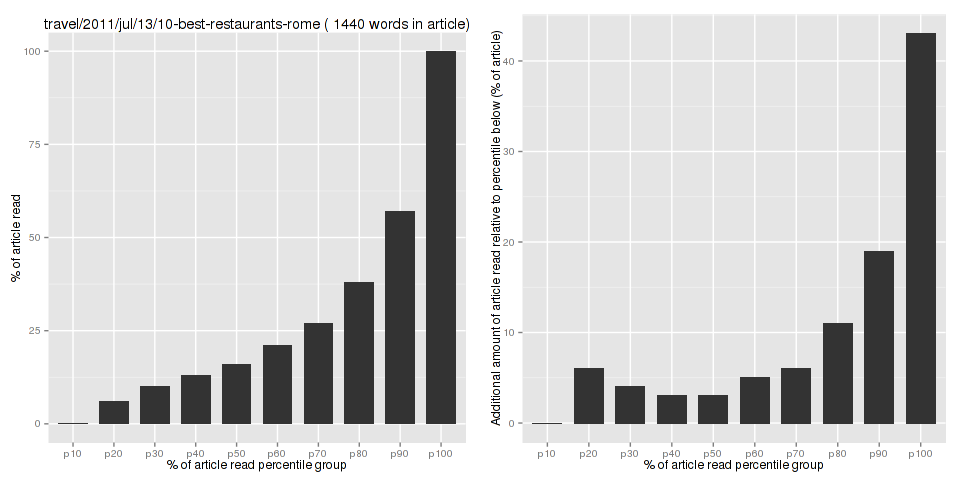 travel/2011/jul/13/10-best-restaurants-rome ( 1440 words in article)
% of article read
100
75
50
25
0
p10 p20 p30 p40 p50 p60 p70 p80 p90 p100
% of article read percentile group
Additional amount of article read relative to percentile below (% of article)
40
30
20
10
0
p10 p20 p30 p40 p50 p60 p70 p80 p90 p100
% of article read percentile group